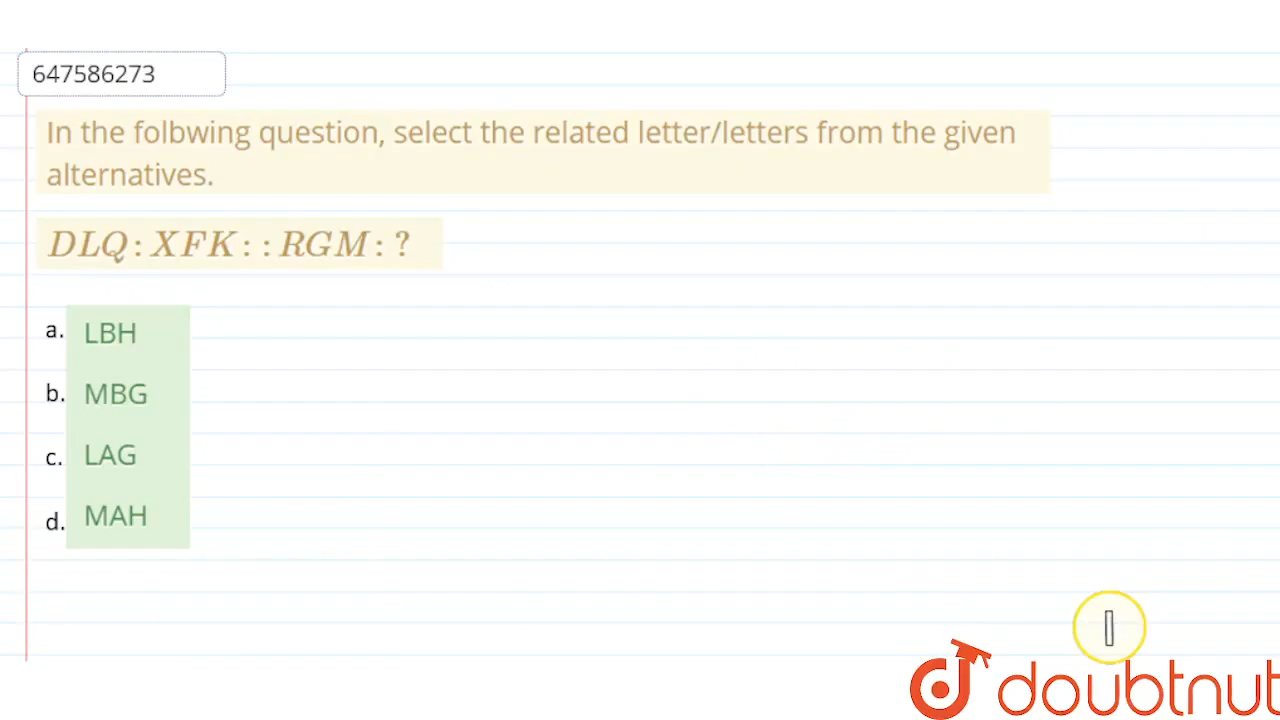 647586273
In the folbwing question, select the related letter/letters from the given
alternatives.
DLQ : XFK : : RGM : ?
a. LBH
b. MBG
c. LAG
d. MAH
doubtnut